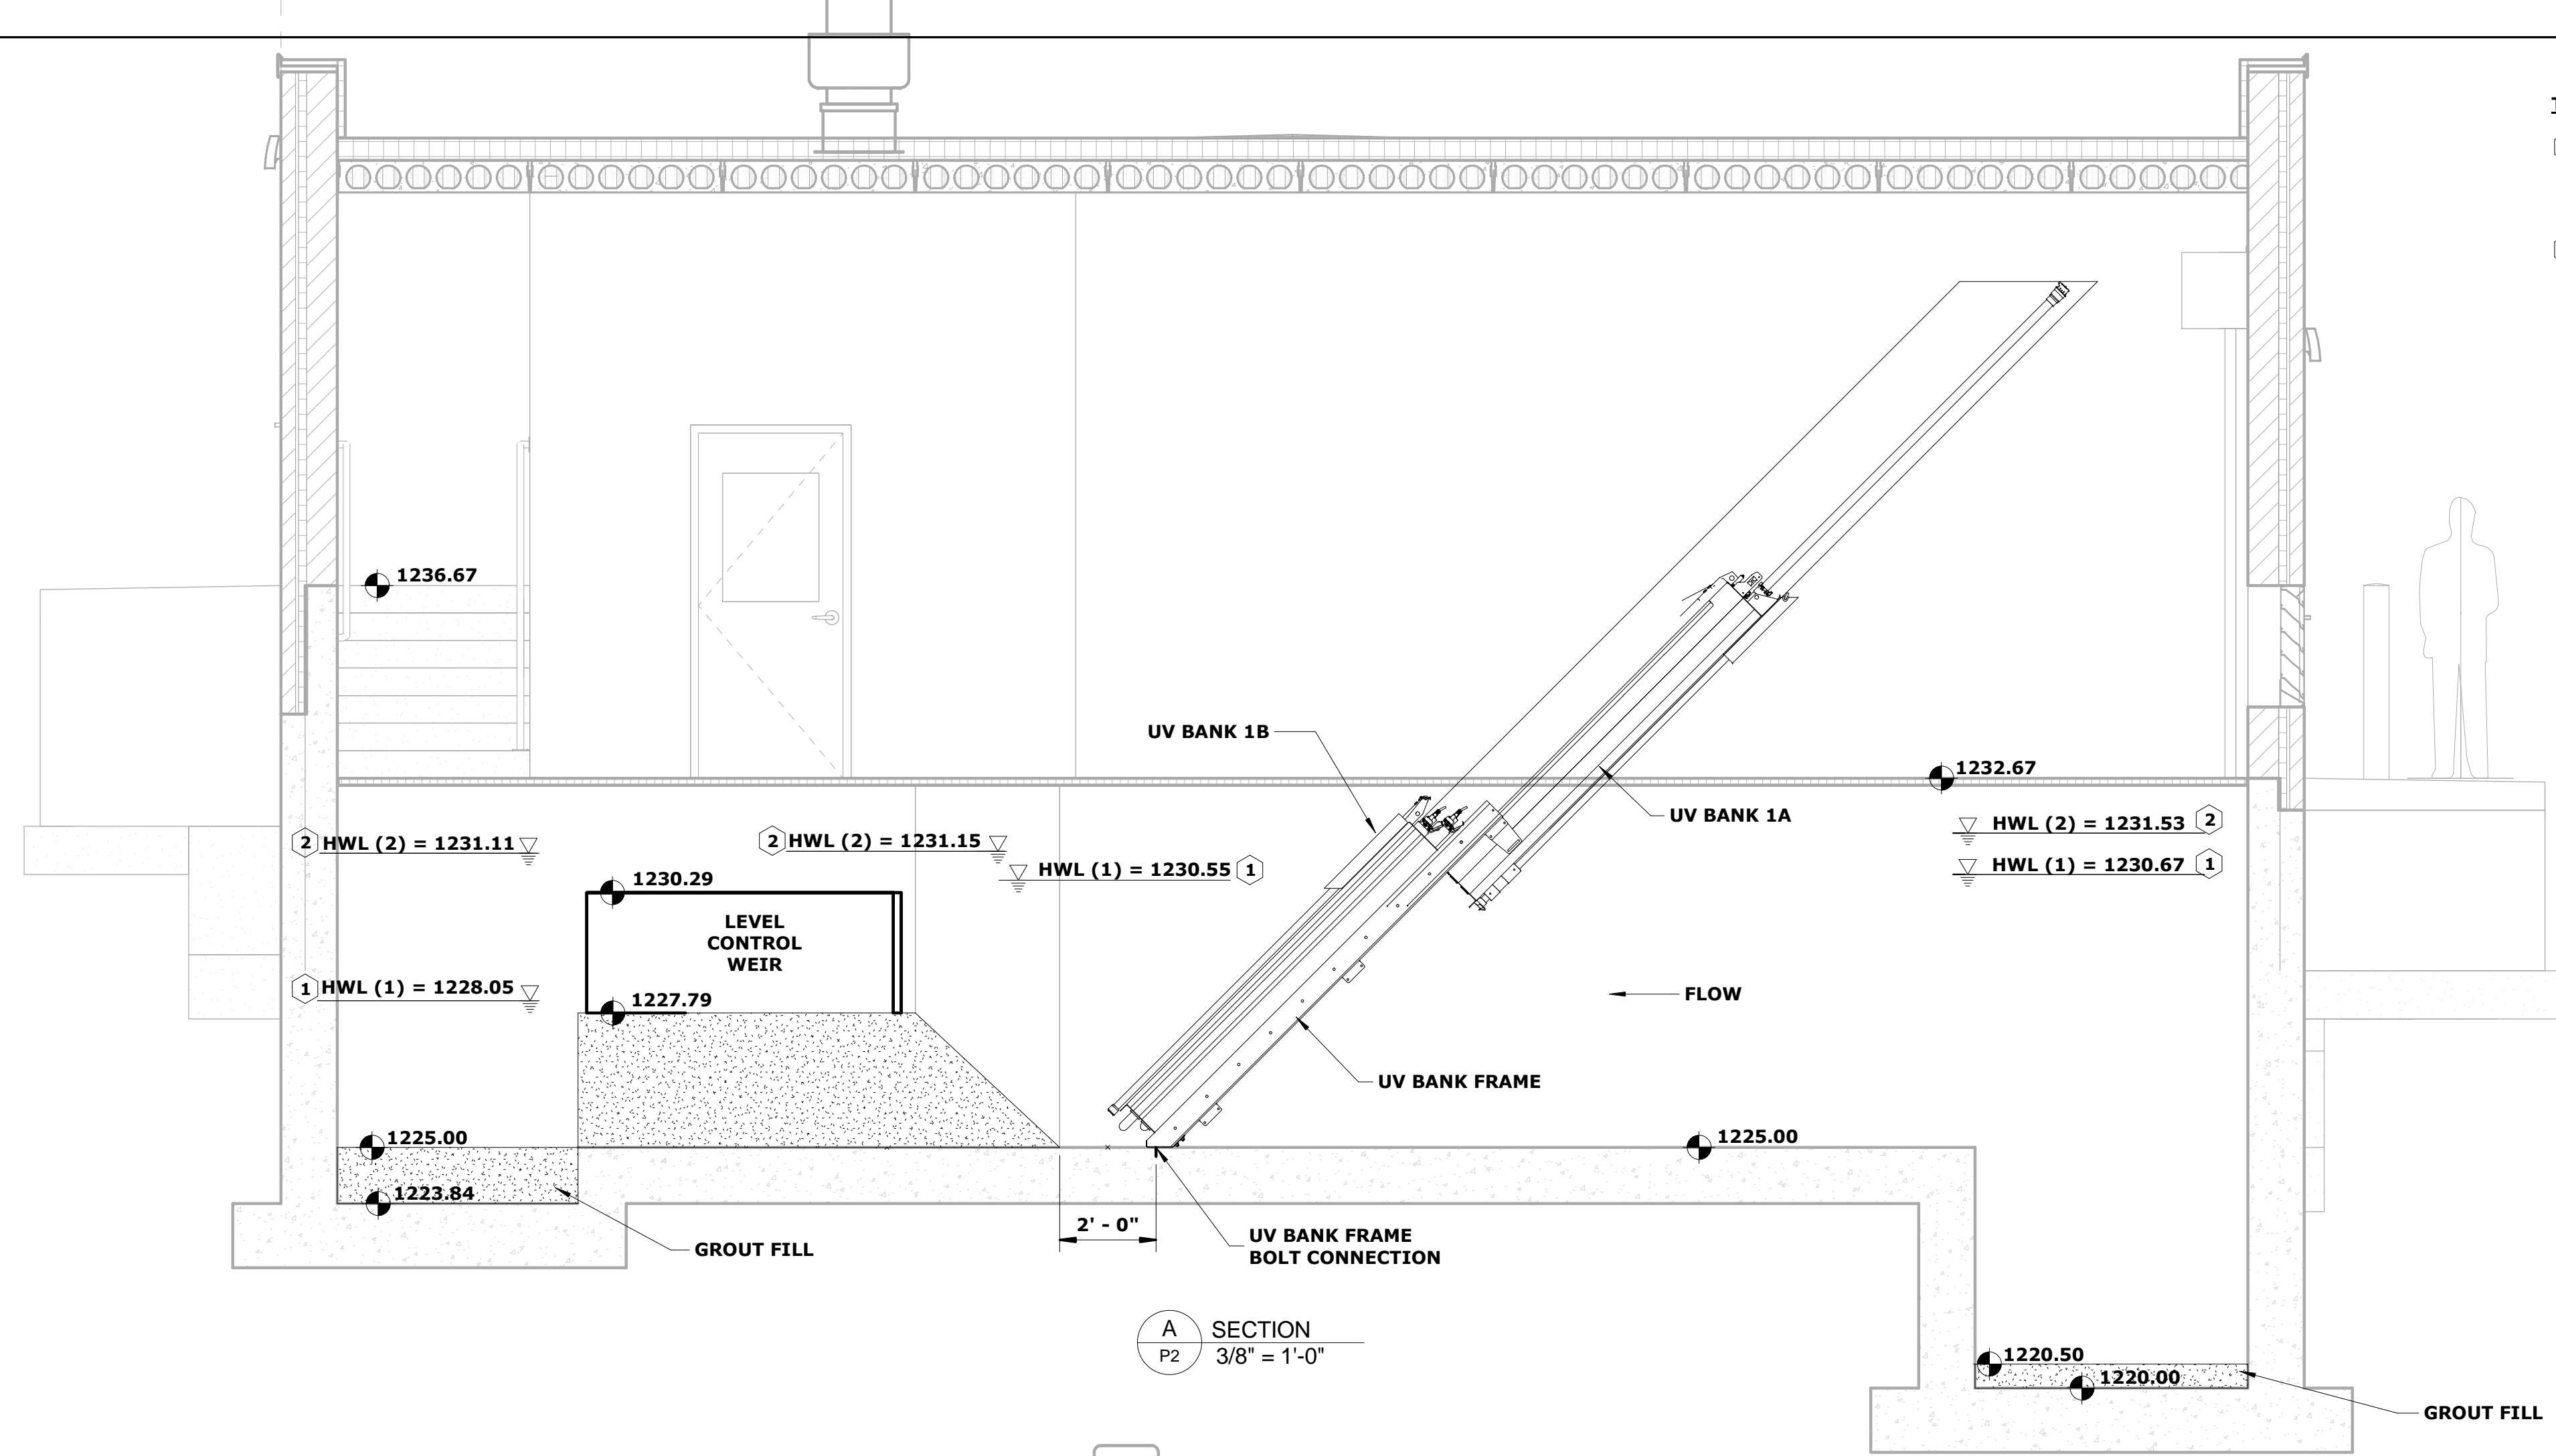 1236.67
UV BANK 1B
1232.67
UV BANK 1A
2 HWL (2) = 1231.11
2 HWL (2) = 1231.15
HWL (2) = 1231.53 2
HWL (1) = 1230.55 1
HWL (1) = 1230.67 1
1230.29
LEVEL
CONTROL
WEIR
1 HWL (1) = 1228.05
1227.79
FLOW
UV BANK FRAME
1225.00
1225.00
1223.84
2' - 0"
GROUT FILL
UV BANK FRAME
BOLT CONNECTION
A
P2
SECTION
3/8" = 1'-0"
1220.50
1220.00
GROUT FILL